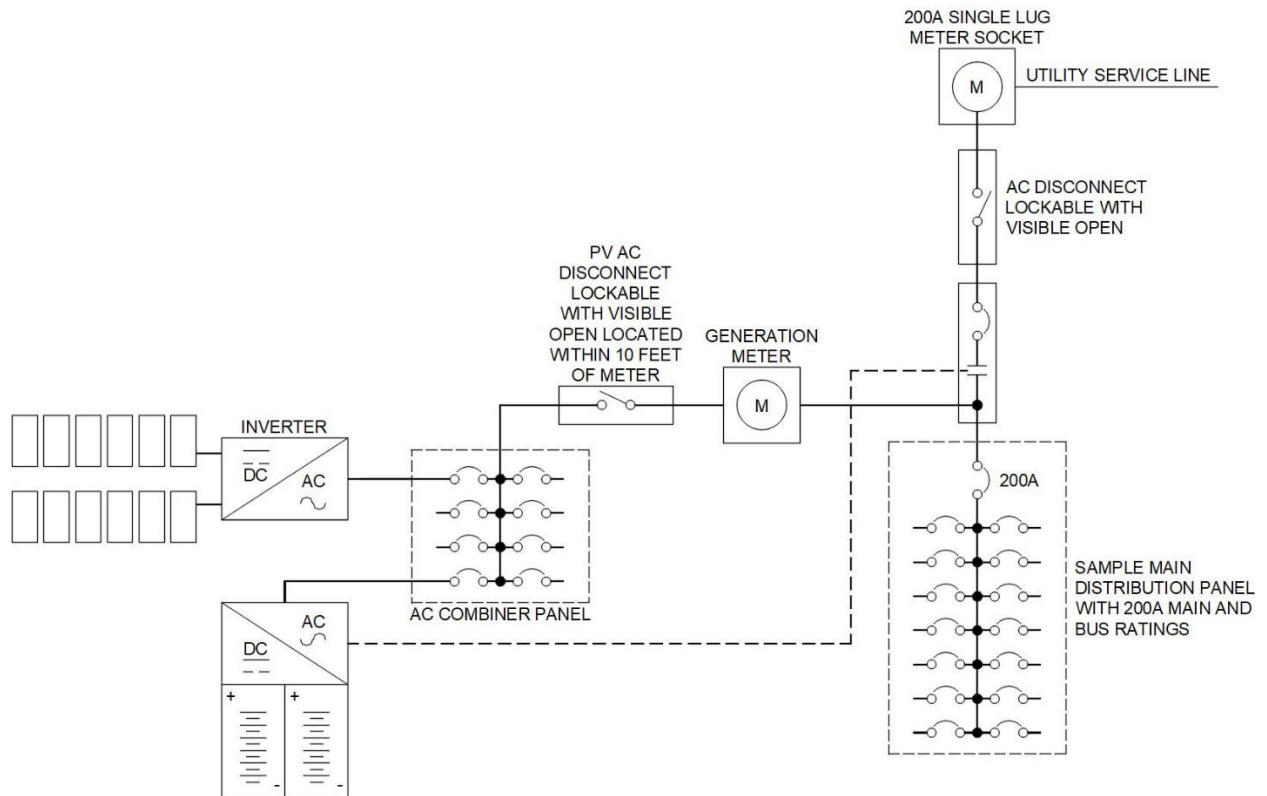 200A SINGLE LUG
METER SOCKET
M
UTILITY SERVICE LINE
AC DISCONNECT
LOCKABLE WITH
VISIBLE OPEN
PV AC
DISCONNECT
LOCKABLE
WITH VISIBLE
OPEN LOCATED
WITHIN 10 FEET
OF METER
GENERATION
METER
M
INVERTER
DC
AC
AC COMBINER PANEL
200A
SAMPLE MAIN
DISTRIBUTION PANEL
WITH 200A MAIN AND
BUS RATINGS
AC
DC
+ +
- -